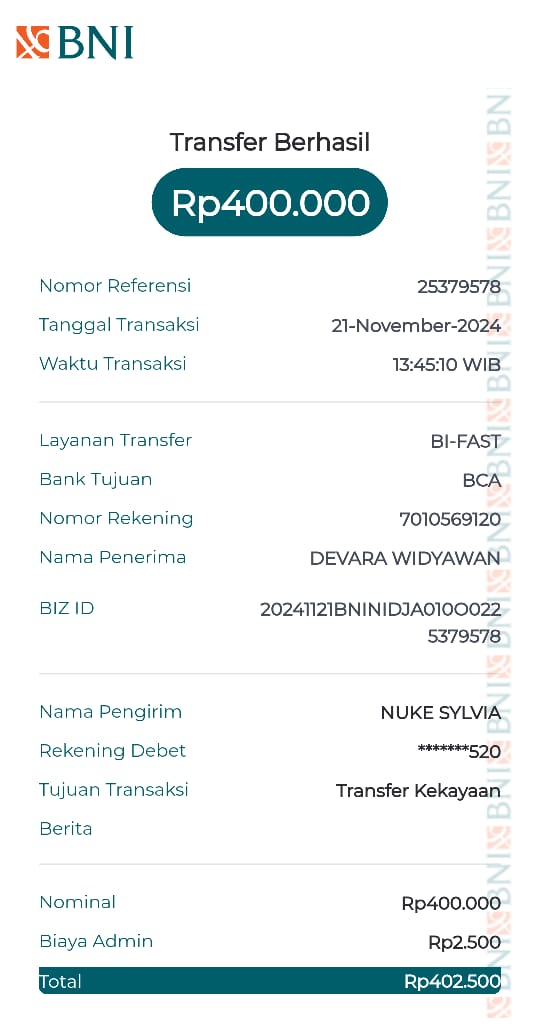 BNI
Transfer Berhasil
Rp400.000
Nomor Referensi 25379578
Tanggal Transaksi 21-November-2024
Waktu Transaksi 13:45:10 WIB
Layanan Transfer BI-FAST
Bank Tujuan BCA
Nomor Rekening 7010569120
Nama Penerima DEVARA WIDYAWAN
BIZ ID 20241121BNINIDJA010O022
5379578
Nama Pengirim NUKE SYLVIA
Rekening Debet *******520
Tujuan Transaksi Transfer Kekayaan
Berita
Nominal Rp400.000
Biaya Admin Rp2.500
Total Rp402.500
BNI BNI BNI BNI BNI BNI BNI BNI BNI BNI BNI